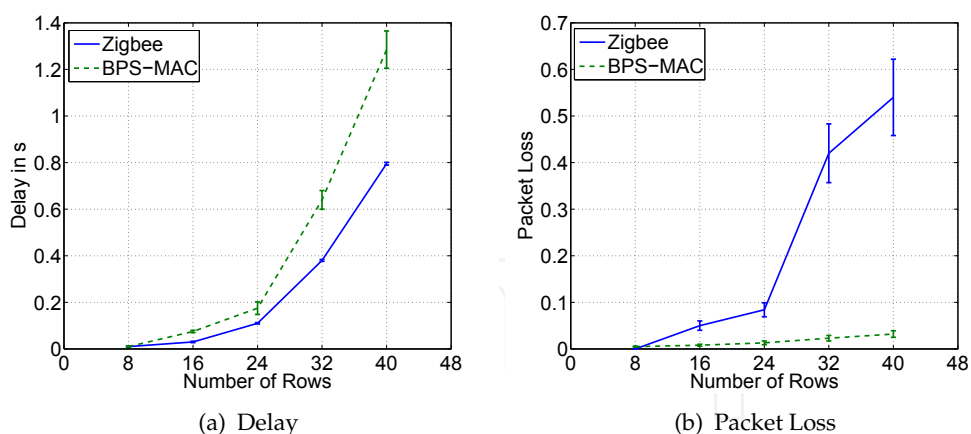 1.4
1.2
1
0.8
0.6
0.4
0.2
0
Delay in s
Zigbee
BPS−MAC
0 8 16 24 32 40 48
Number of Rows
(a) Delay
0.7
0.6
0.5
0.4
0.3
0.2
0.1
0
Packet Loss
Zigbee
BPS−MAC
0 8 16 24 32 40 48
Number of Rows
(b) Packet Loss